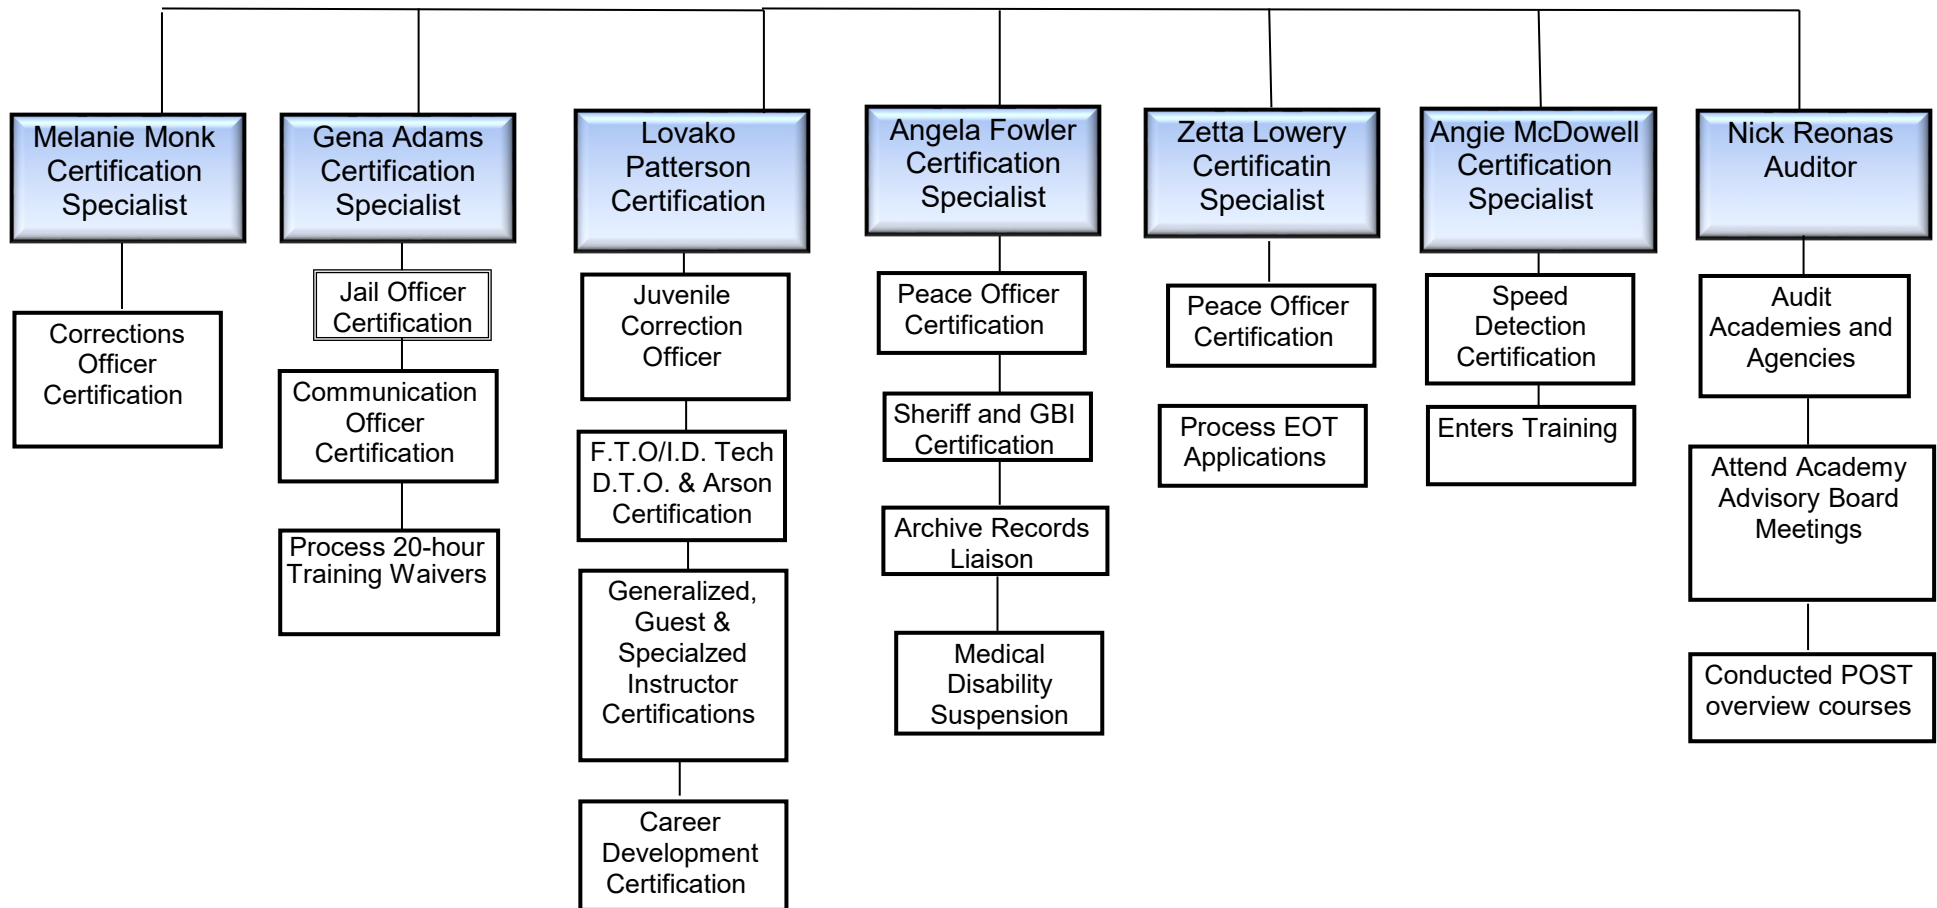 Melanie Monk
Certification
Specialist
Corrections
Officer
Certification
Gena Adams
Certification
Specialist
Jail Officer
Certification
Communication
Officer
Certification
Process 20-hour
Training Waivers
Lovako
Patterson
Certification
Juvenile
Correction
Officer
F.T.O/I.D. Tech
D.T.O. & Arson
Certification
Generalized,
Guest &
Specialzed
Instructor
Certifications
Career
Development
Certification
Angela Fowler
Certification
Specialist
Peace Officer
Certification
Sheriff and GBI
Certification
Archive Records
Liaison
Medical
Disability
Suspension
Zetta Lowery
Certificatin
Specialist
Peace Officer
Certification
Process EOT
Applications
Angie McDowell
Certification
Specialist
Speed
Detection
Certification
Enters Training
Nick Reonas
Auditor
Audit
Academies and
Agencies
Attend Academy
Advisory Board
Meetings
Conducted POST
overview courses